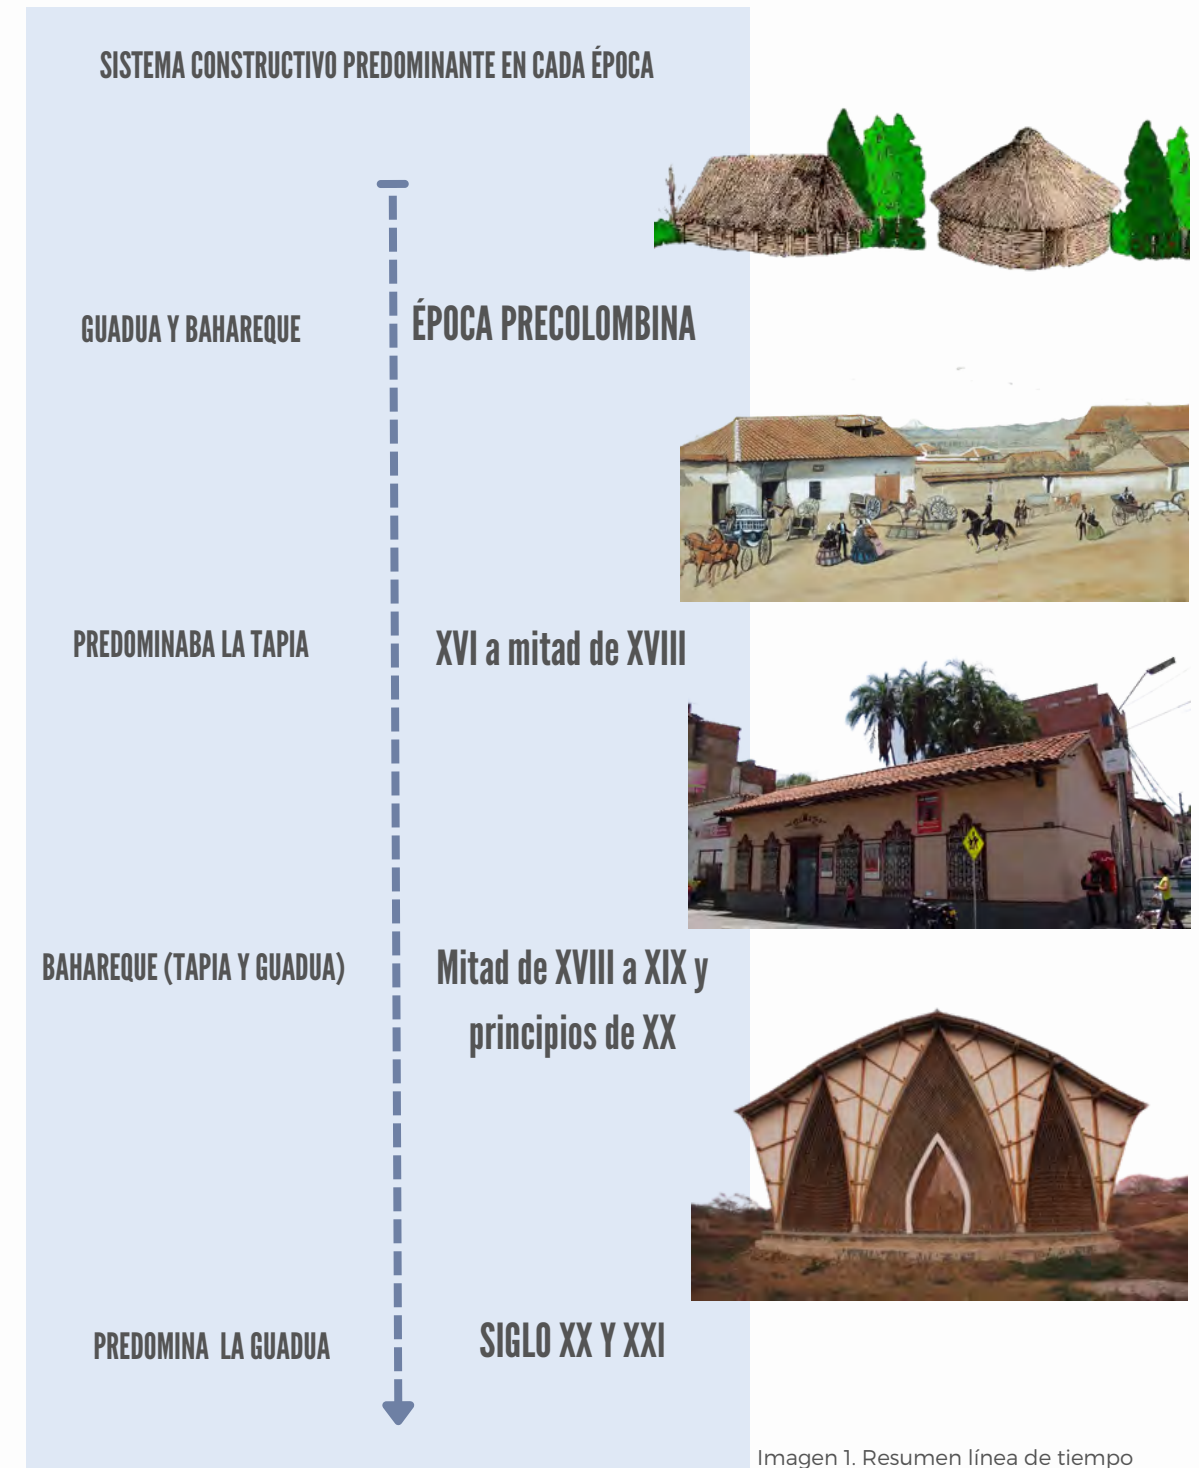 SISTEMA CONSTRUCTIVO PREDOMINANTE EN CADA ÉPOCA
GUADUA Y BAHAREQUE
ÉPOCA PRECOLOMBINA
PREDOMINABA LA TAPIA
XVI a mitad de XVIII
BAHAREQUE (TAPIA Y GUADUA)
Mitad de XVIII a XIX y
principios de XX
PREDOMINA LA GUADUA
SIGLO XX Y XXI
Imagen 1. Resumen línea de tiempo